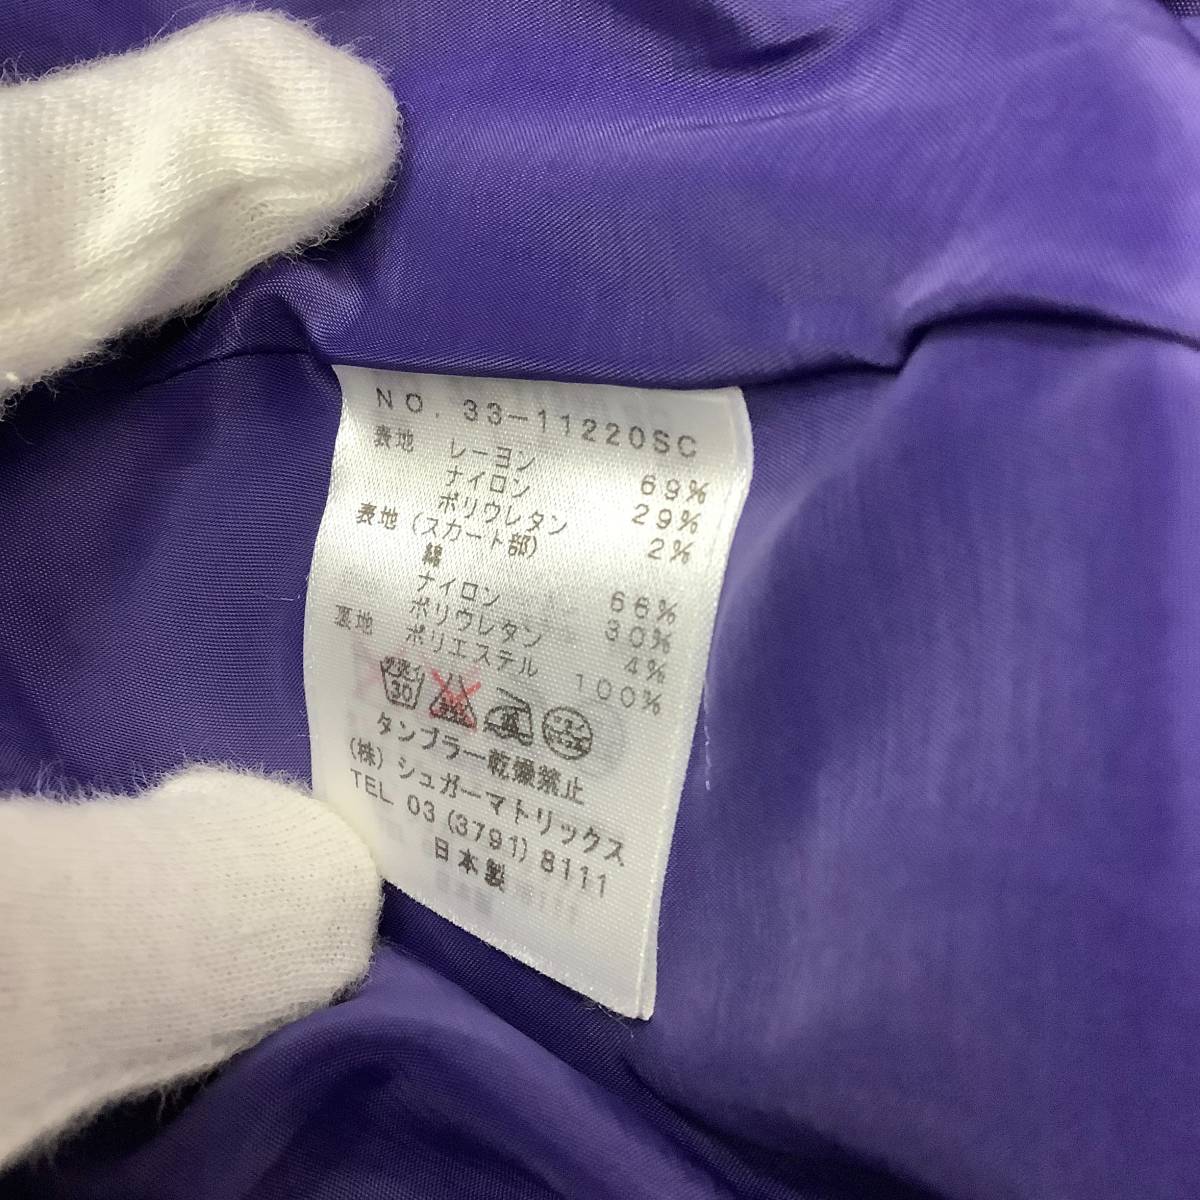 NO. 33-11220SC
表地 レーヨン 69%
ナイロン 29%
ポリウレタン 2%
表地(スカート部)
綿 66%
ナイロン 30%
ポリウレタン 4%
裏地 ポリエステル 100%
手洗イ
30
タンブラー乾燥禁止
(株)シュガーマトリックス
TEL 03(3791)8111
日本製